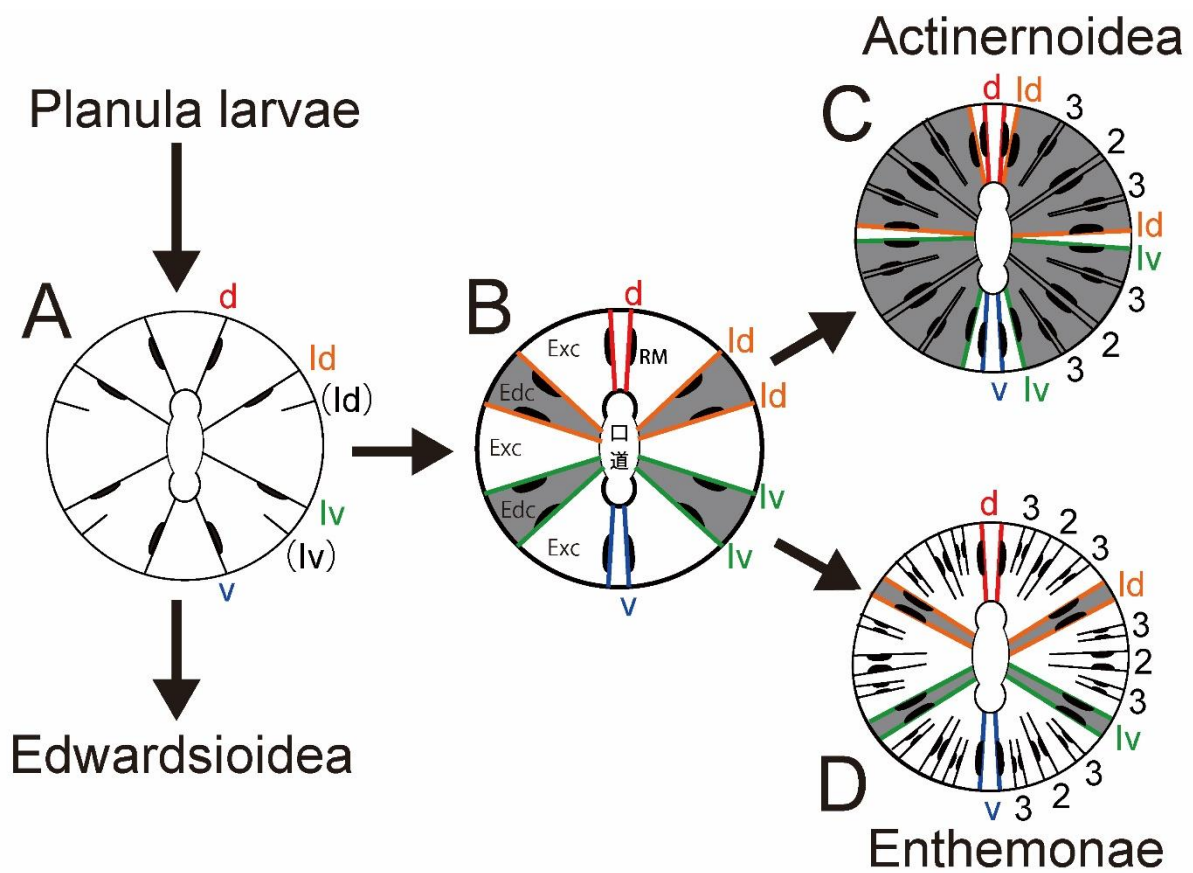 Planula larvae
A
d
ld
(ld)
lv
(lv)
v
Edwardsioidea
B
d
Exc
RM
ld
Edc
ld
Exc
口
道
lv
Edc
lv
Exc
Exc
v
Actinernoidea
C
d
ld
3
2
3
ld
lv
3
2
3
lv
v
D
d
3
2
3
ld
3
2
3
lv
3
2
3
v
Enthemonae